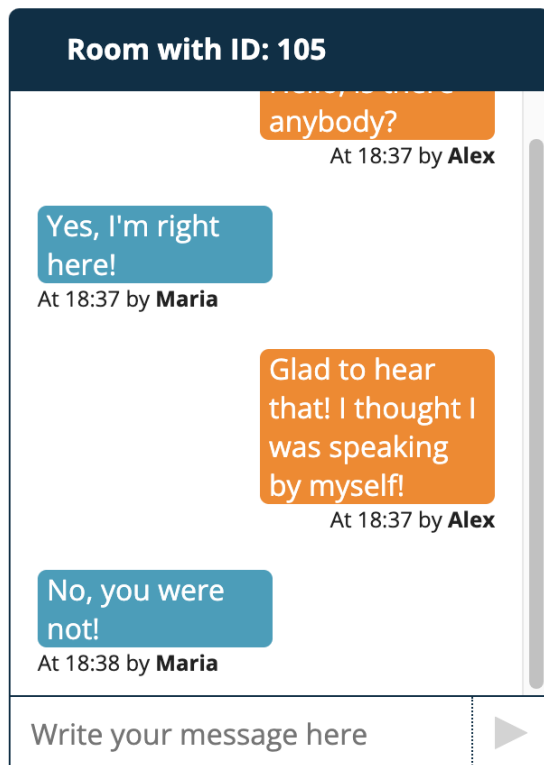 Room with ID: 105
anybody?
At 18:37 by Alex
Yes, I'm right
here!
At 18:37 by Maria
Glad to hear
that! I thought I
was speaking
by myself!
At 18:37 by Alex
No, you were
not!
At 18:38 by Maria
Write your message here